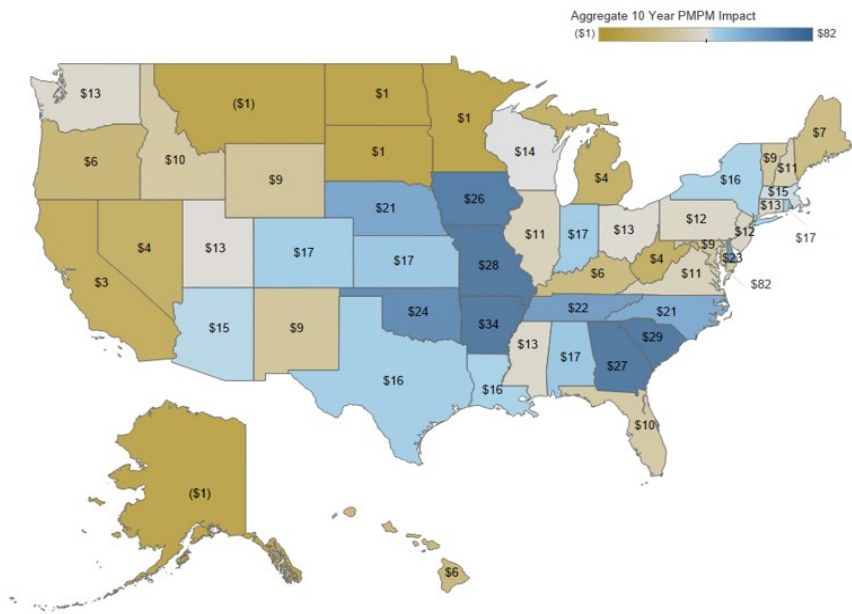 Aggregate 10 Year PMPM Impact
($1) $82
$13 ($1) $1 $1 $7
$6 $10 $9 $1 $14 $4 $16 $9 $11
$15
$13
$17
$4 $13 $17 $21 $26 $11 $17 $13 $12 $12
$9
$3 $17 $28 $6 $4 $11 $23
$82
$15 $9 $24 $34 $22 $21
$16 $16 $13 $17 $27 $29
$10
($1)
$6